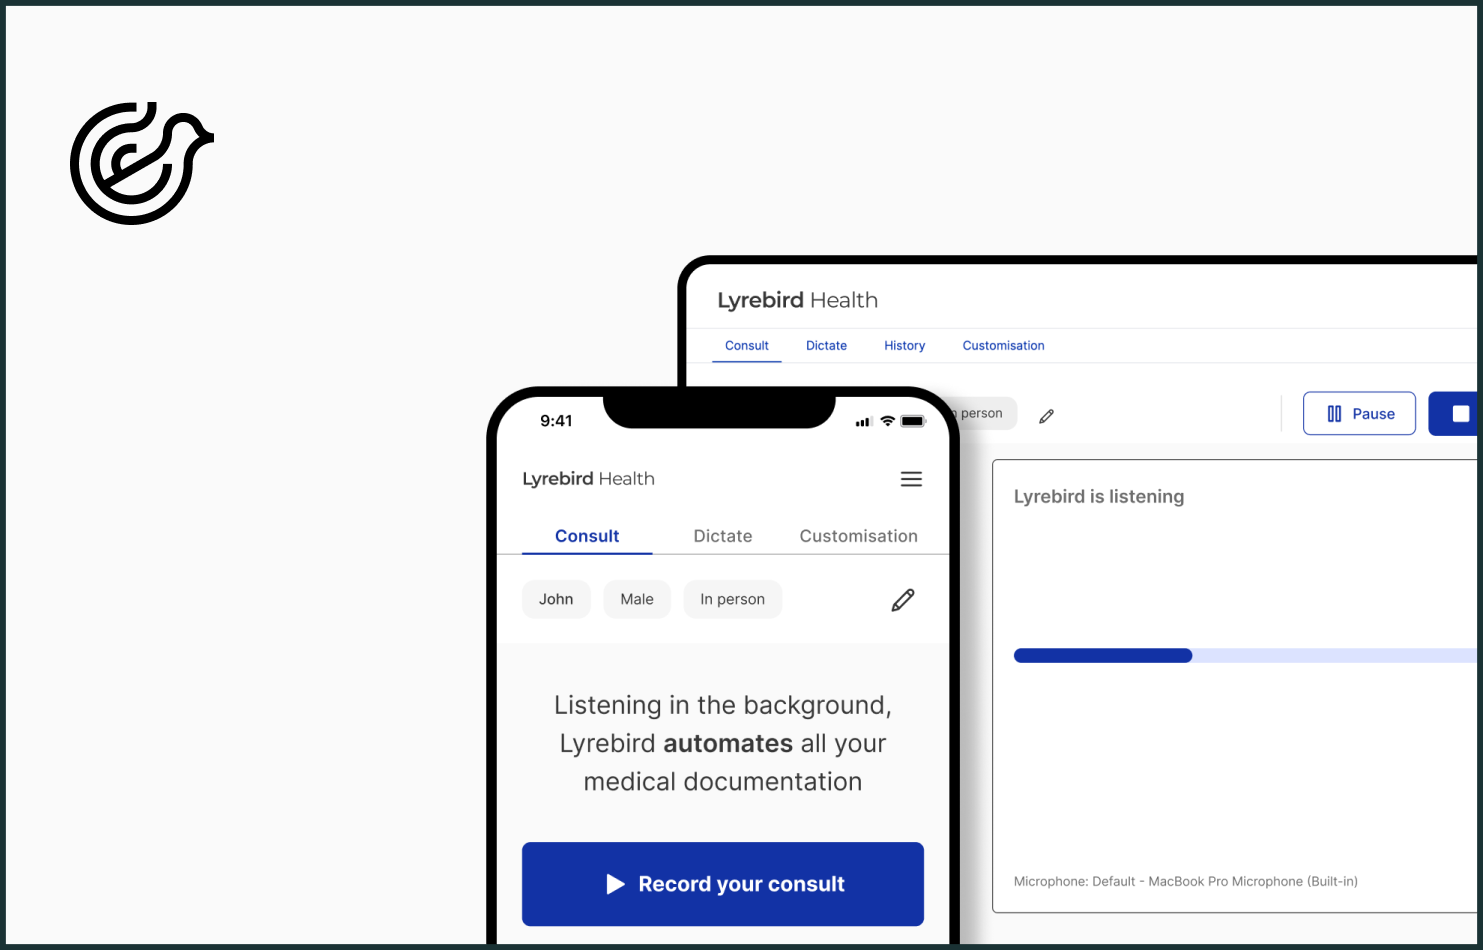 Lyrebird Health
Consult Dictate History Customisation
person
Pause
Lyrebird is listening
Microphone: Default - MacBook Pro Microphone (Built-in)
9:41
Lyrebird Health
Consult Dictate Customisation
John Male In person
Listening in the background,
Lyrebird automates all your
medical documentation
Record your consult